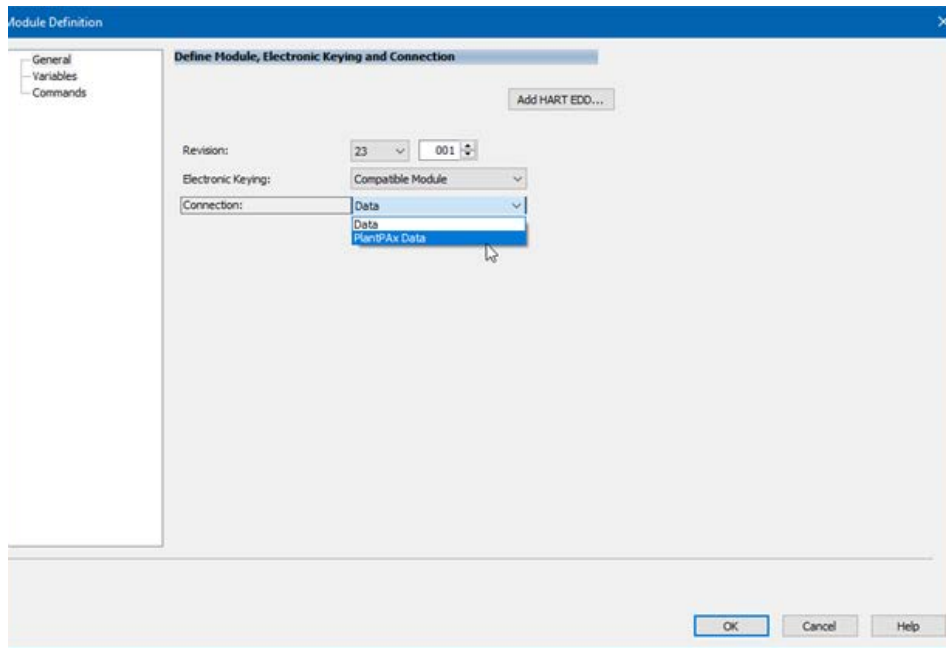 Module Definition
General
Variables
Commands
Define Module, Electronic Keying and Connection
Add HART EDD...
Revision: 23 001
Electronic Keying: Compatible Module
Connection: Data
Data
PlantPAx Data
OK Cancel Help